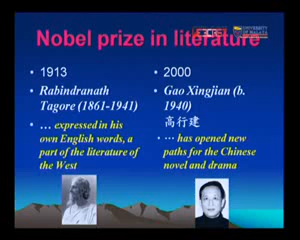 Nobel prize in literature
• 1913
• Rabindranath
Tagore (1861-1941)
• … expressed in his
own English words, a
part of the literature of
the West
• 2000
• Gao Xingjian (b.
1940)
高行建
• … has opened new
paths for the Chinese
novel and drama